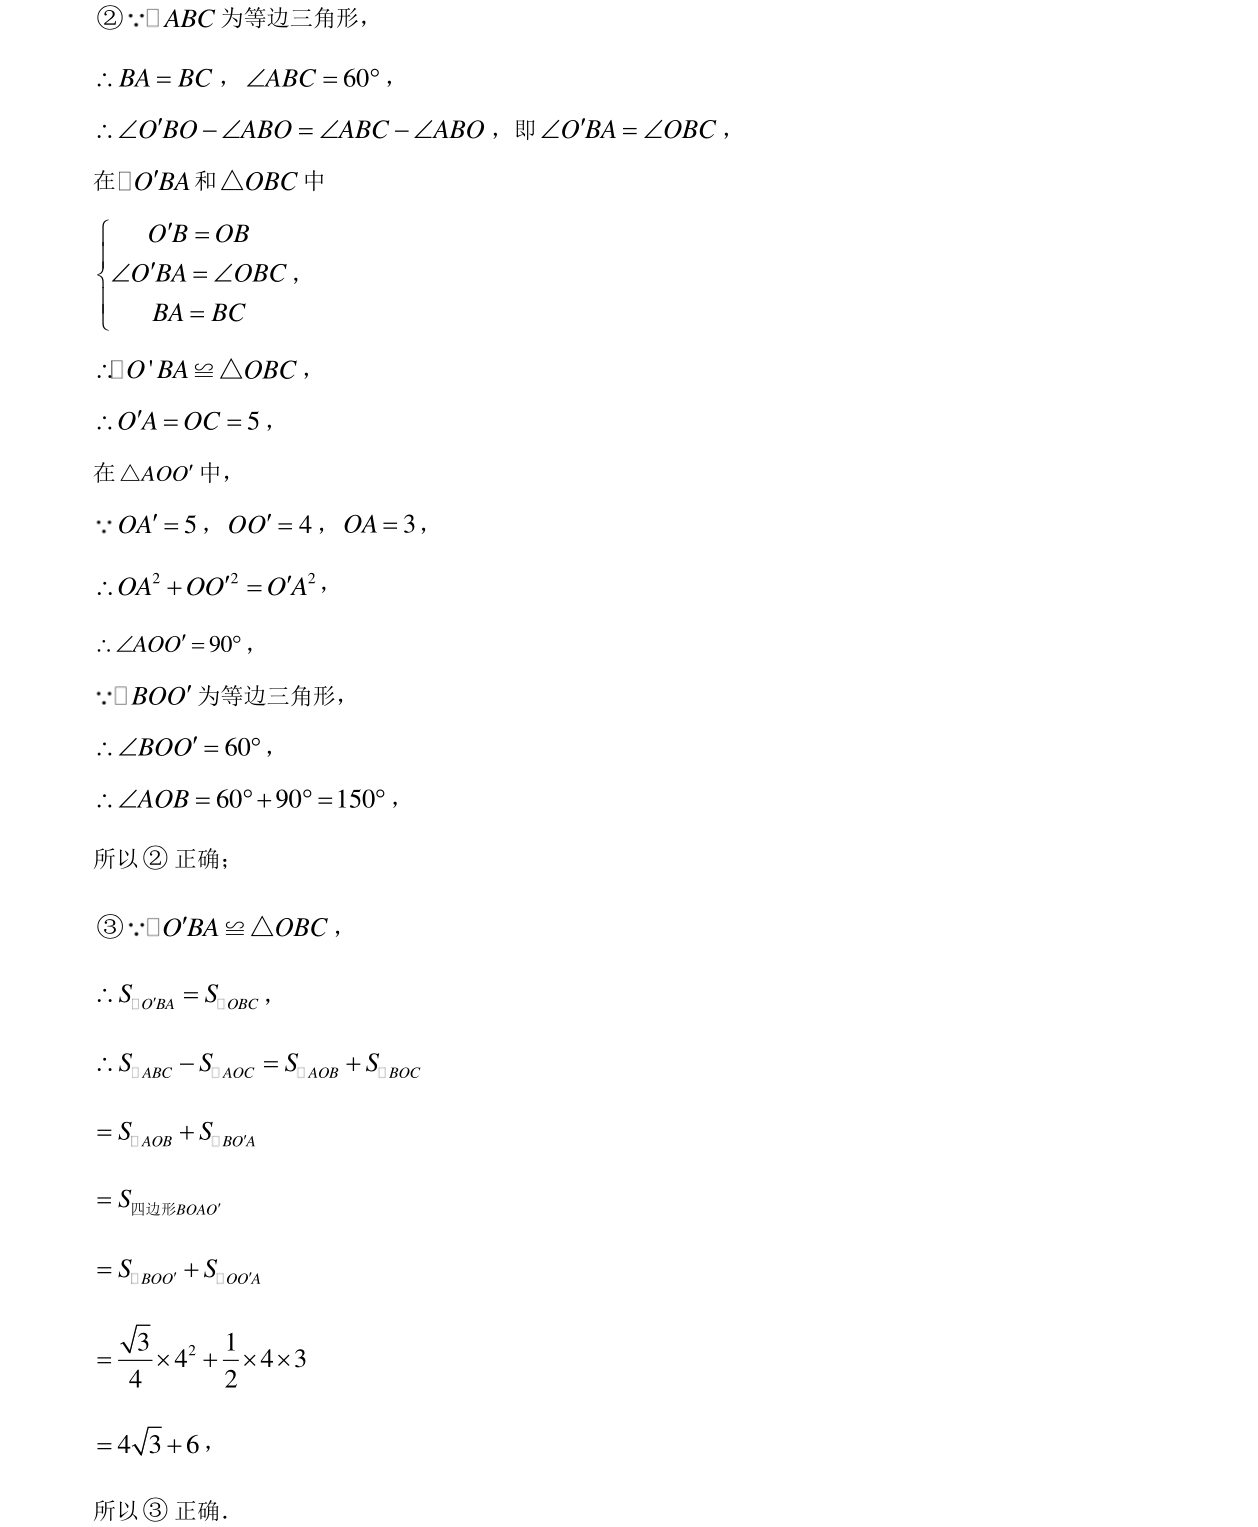 ②∵□ABC为等边三角形，
∴BA=BC，∠ABC=60°，
∴∠O′BO−∠ABO=∠ABC−∠ABO，即∠O′BA=∠OBC，
在□O′BA和△OBC中
O′B=OB
∠O′BA=∠OBC，
BA=BC
∴□O'BA≌△OBC，
∴O′A=OC=5，
在△AOO′中，
∵OA′=5，OO′=4，OA=3，
∴OA²+OO′²=O′A²，
∴∠AOO′=90°，
∵□BOO′为等边三角形，
∴∠BOO′=60°，
∴∠AOB=60°+90°=150°，
所以②正确；
③∵□O′BA≌△OBC，
∴S□O′BA=S□OBC，
∴S□ABC−S□AOC=S□AOB+S□BOC
=S□AOB+S□BO′A
=S四边形BOAO′
=S□BOO′+S□OO′A
=√3/4×4²+1/2×4×3
=4√3+6，
所以③正确．